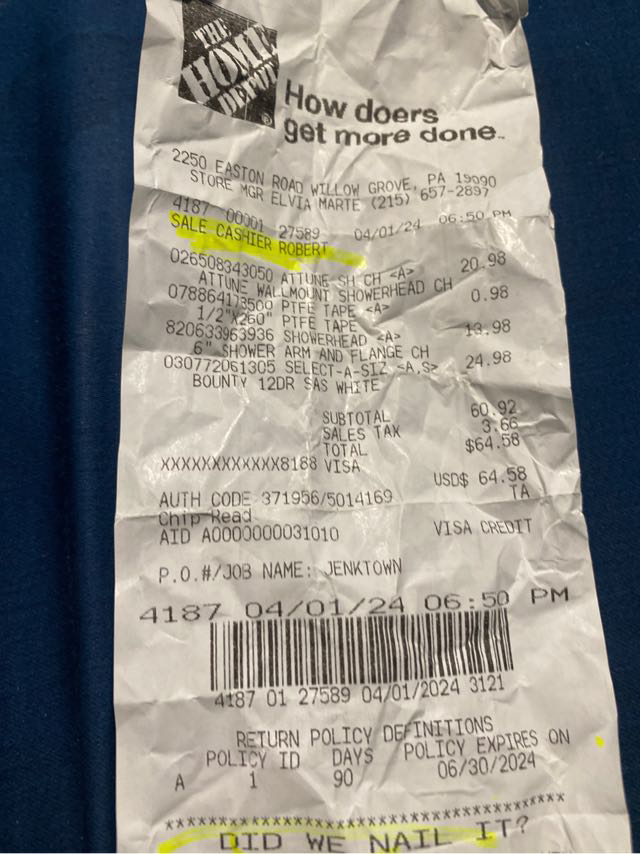 THE
HOME
DEPOT
®
How doers
get more done™
2250 EASTON ROAD WILLOW GROVE, PA 19090
STORE MGR ELVIA MARTE (215) 657-2897
4187 00001 27589 04/01/24 06:50 PM
SALE CASHIER ROBERT
026508343050 ATTUNE SH CH <A> 20.98
ATTUNE WALLMOUNT SHOWERHEAD CH
078864173500 PTFE TAPE <A> 0.98
1/2"X260" PTFE TAPE
820633963936 SHOWERHEAD <A> 13.98
6" SHOWER ARM AND FLANGE CH
030772061305 SELECT-A-SIZ <A,S> 24.98
BOUNTY 12DR SAS WHITE
SUBTOTAL 60.92
SALES TAX 3.66
TOTAL $64.58
XXXXXXXXXXXX8188 VISA
USD$ 64.58
AUTH CODE 371956/5014169 TA
Chip Read
AID A0000000031010 VISA CREDIT
P.O.#/JOB NAME: JENKTOWN
4187 04/01/24 06:50 PM
4187 01 27589 04/01/2024 3121
RETURN POLICY DEFINITIONS
POLICY ID DAYS POLICY EXPIRES ON
A 1 90 06/30/2024
****************************************
DID WE NAIL IT?